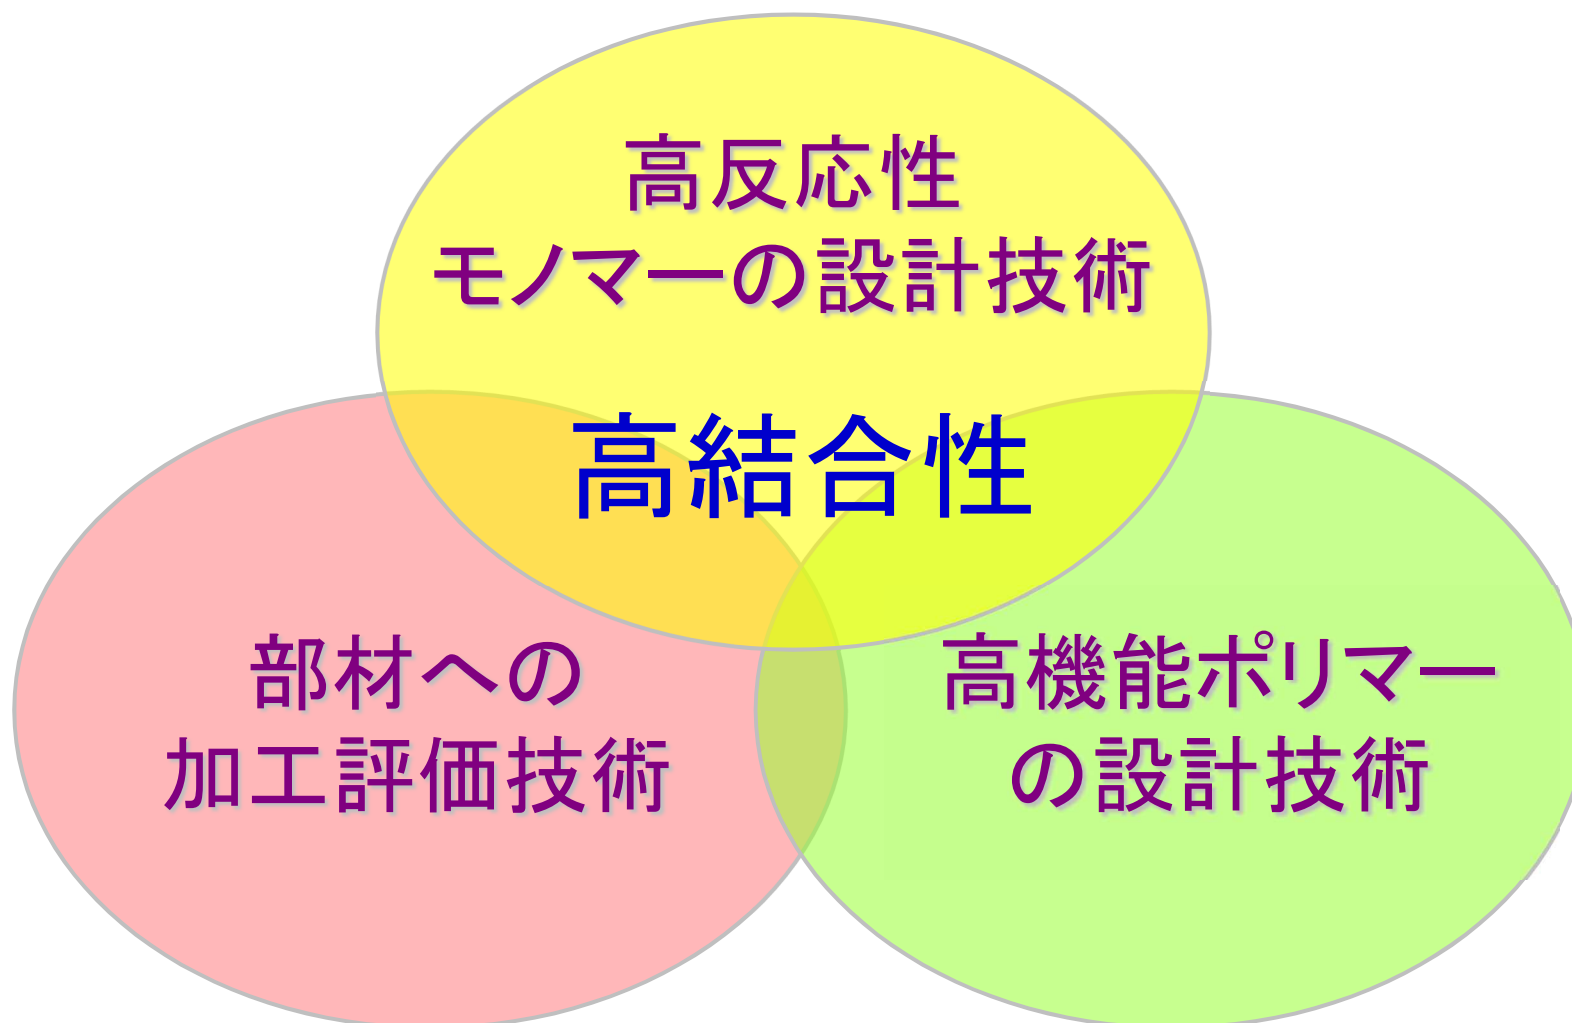 高反応性
モノマーの設計技術
高結合性
部材への
加工評価技術
高機能ポリマー
の設計技術